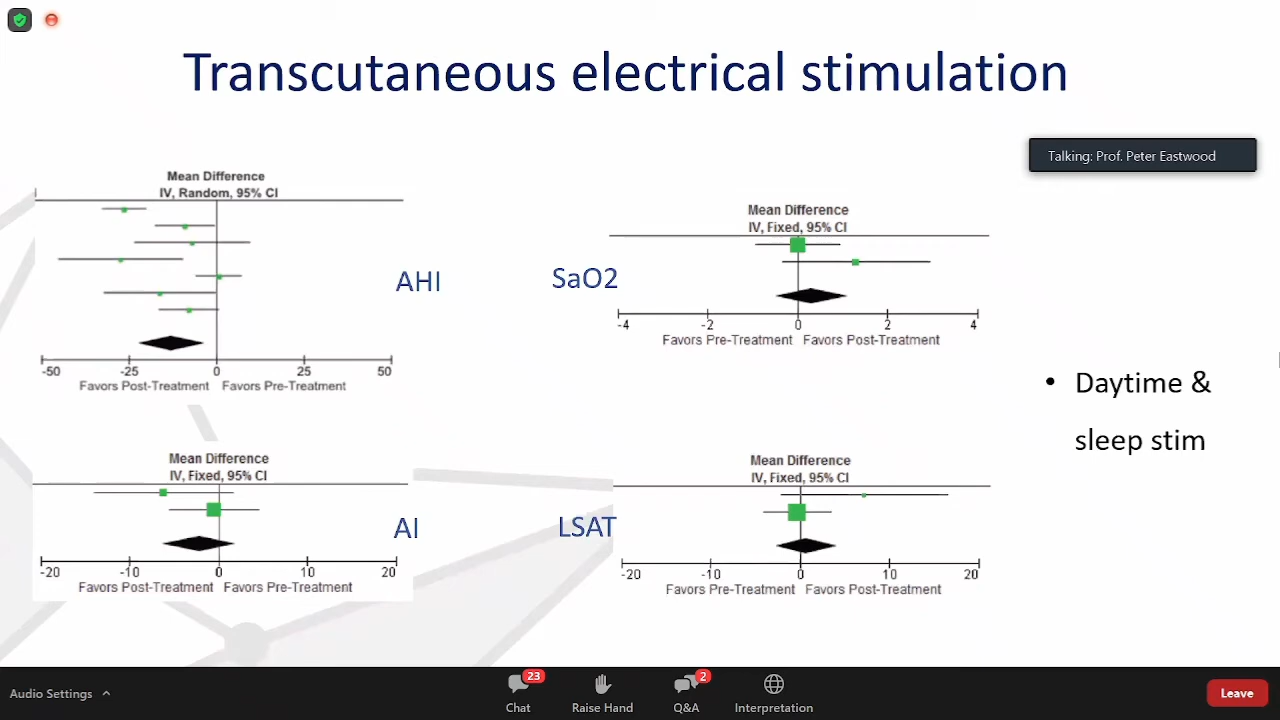 Transcutaneous electrical stimulation
Talking: Prof. Peter Eastwood
Mean Difference
IV, Random, 95% CI
AHI
-50 -25 0 25 50
Favors Post-Treatment Favors Pre-Treatment
Mean Difference
IV, Fixed, 95% CI
SaO2
-4 -2 0 2 4
Favors Pre-Treatment Favors Post-Treatment
• Daytime &
sleep stim
Mean Difference
IV, Fixed, 95% CI
AI
-20 -10 0 10 20
Favors Post-Treatment Favors Pre-Treatment
Mean Difference
IV, Fixed, 95% CI
LSAT
-20 -10 0 10 20
Favors Pre-Treatment Favors Post-Treatment
Audio Settings
23
Chat
Raise Hand
2
Q&A
Interpretation
Leave